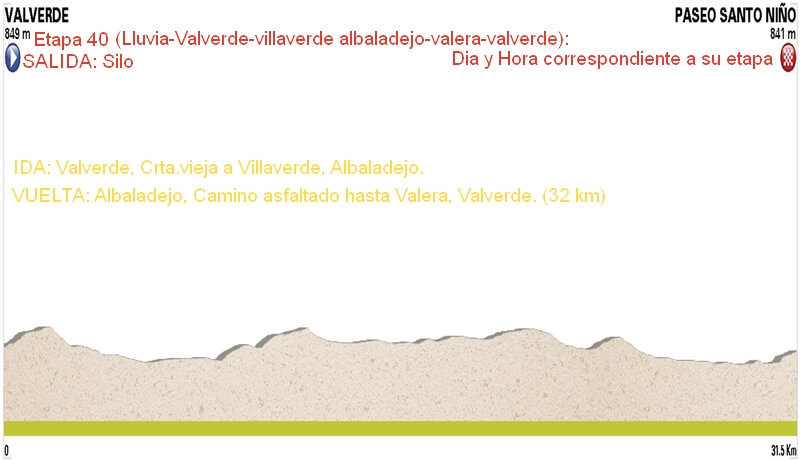 VALVERDE
PASEO SANTO NIÑO
849 m
841 m
Etapa 40 (Lluvia-Valverde-villaverde albaladejo-valera-valverde):
SALIDA: Silo
Dia y Hora correspondiente a su etapa
IDA: Valverde, Crta.vieja a Villaverde, Albaladejo.
VUELTA: Albaladejo, Camino asfaltado hasta Valera, Valverde. (32 km)
0
31.5 Km